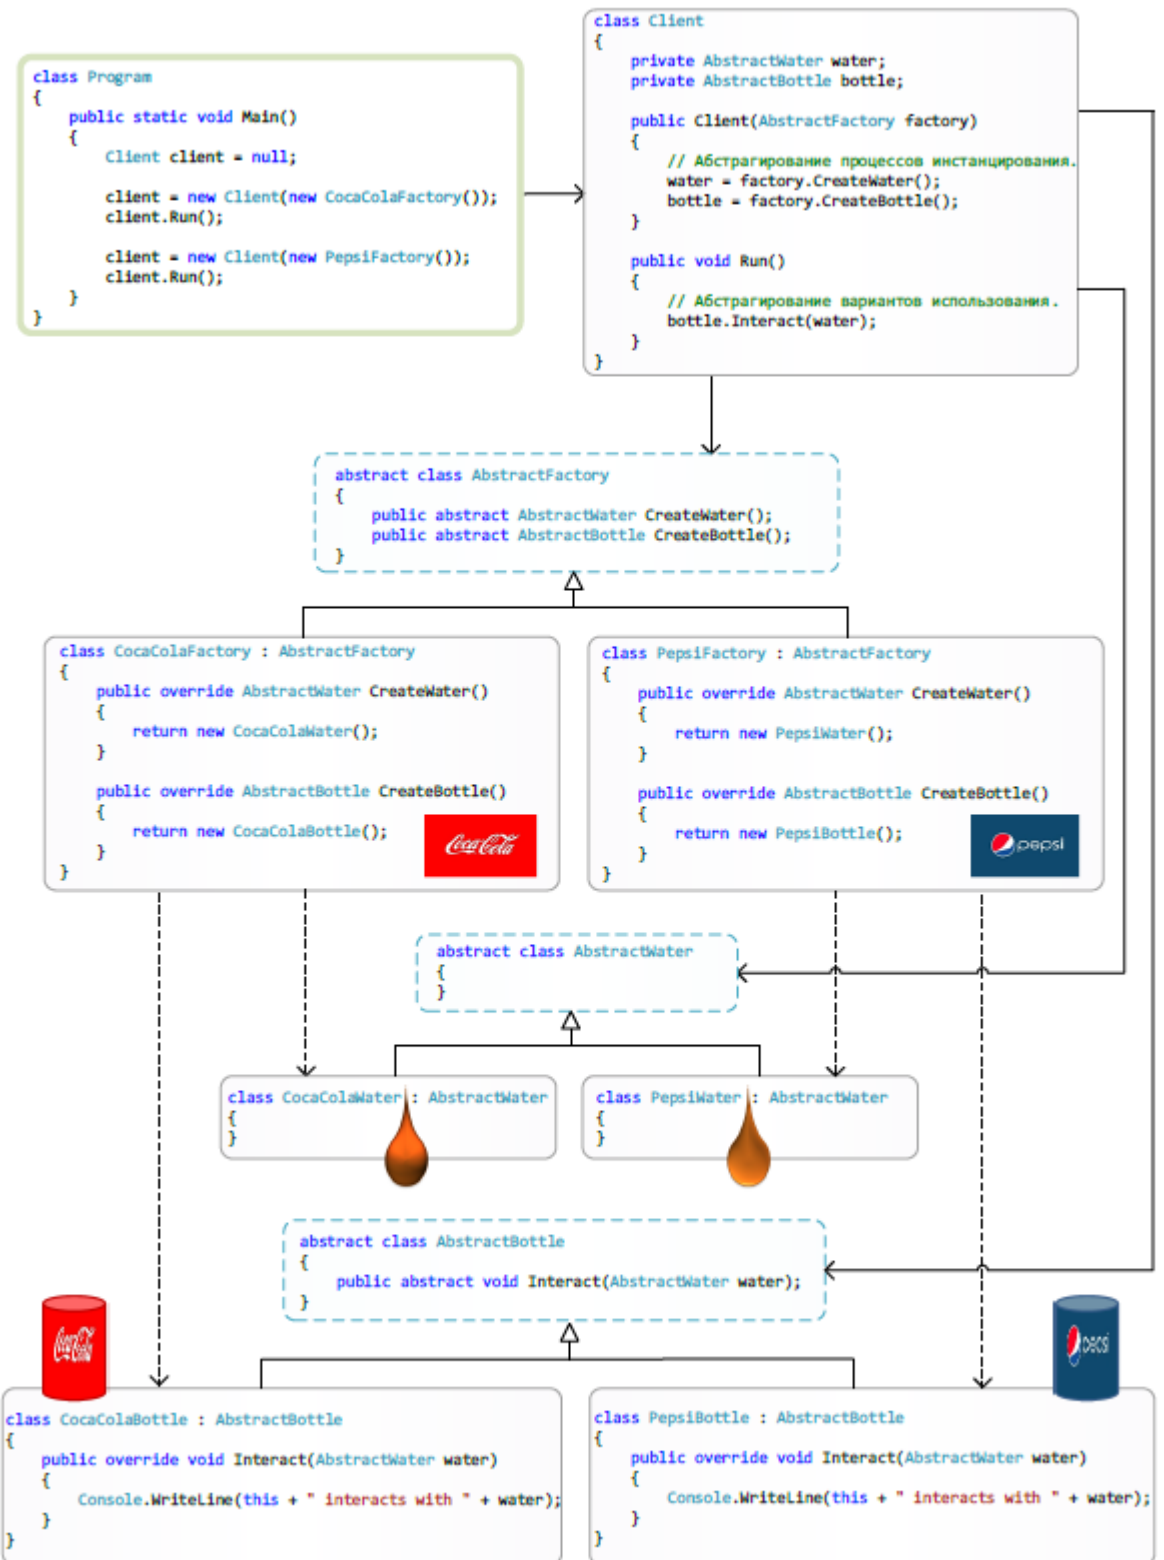 class Program
{
    public static void Main()
    {
        Client client = null;

        client = new Client(new CocaColaFactory());
        client.Run();

        client = new Client(new PepsiFactory());
        client.Run();
    }
}
class Client
{
    private AbstractWater water;
    private AbstractBottle bottle;

    public Client(AbstractFactory factory)
    {
        // Абстрагирование процессов инстанцирования.
        water = factory.CreateWater();
        bottle = factory.CreateBottle();
    }

    public void Run()
    {
        // Абстрагирование вариантов использования.
        bottle.Interact(water);
    }
}
abstract class AbstractFactory
{
    public abstract AbstractWater CreateWater();
    public abstract AbstractBottle CreateBottle();
}
class CocaColaFactory : AbstractFactory
{
    public override AbstractWater CreateWater()
    {
        return new CocaColaWater();
    }

    public override AbstractBottle CreateBottle()
    {
        return new CocaColaBottle();
    }
}
Coca Cola
class PepsiFactory : AbstractFactory
{
    public override AbstractWater CreateWater()
    {
        return new PepsiWater();
    }

    public override AbstractBottle CreateBottle()
    {
        return new PepsiBottle();
    }
}
pepsi
abstract class AbstractWater
{
}
class CocaColaWater : AbstractWater
{
}
class PepsiWater : AbstractWater
{
}
abstract class AbstractBottle
{
    public abstract void Interact(AbstractWater water);
}
Coca Cola
pepsi
class CocaColaBottle : AbstractBottle
{
    public override void Interact(AbstractWater water)
    {
        Console.WriteLine(this + " interacts with " + water);
    }
}
class PepsiBottle : AbstractBottle
{
    public override void Interact(AbstractWater water)
    {
        Console.WriteLine(this + " interacts with " + water);
    }
}